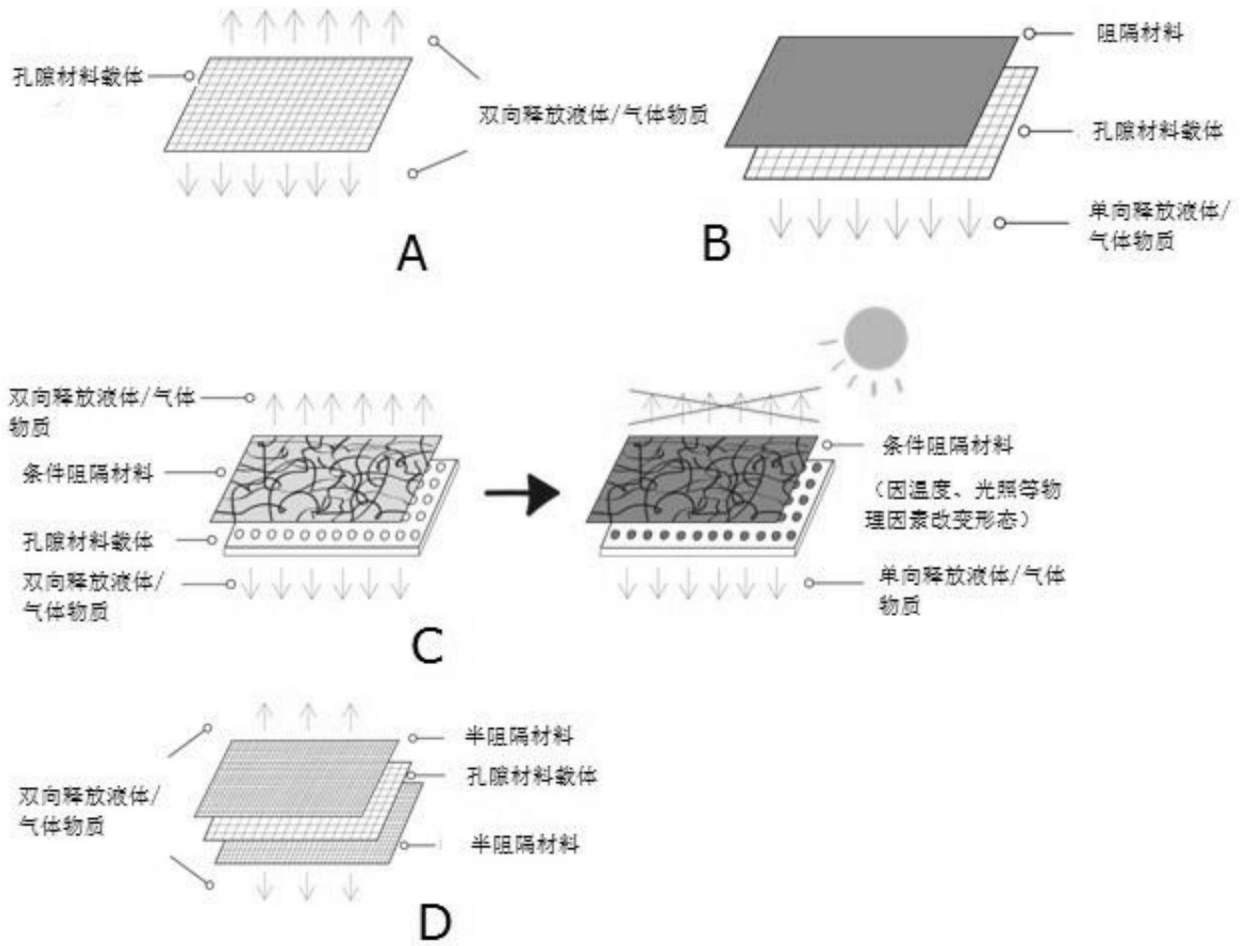 孔隙材料载体
双向释放液体/气体物质
A
阻隔材料
孔隙材料载体
单向释放液体/
气体物质
B
双向释放液体/气体
物质
条件阻隔材料
孔隙材料载体
双向释放液体/
气体物质
条件阻隔材料
（因温度、光照等物
理因素改变形态）
单向释放液体/气体
物质
C
双向释放液体/
气体物质
半阻隔材料
孔隙材料载体
半阻隔材料
D